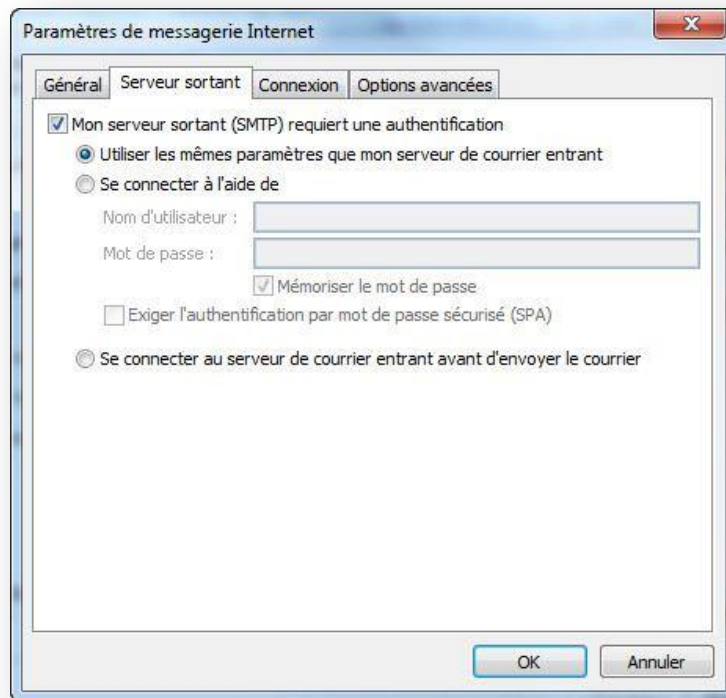 Paramètres de messagerie Internet
Général Serveur sortant Connexion Options avancées
Mon serveur sortant (SMTP) requiert une authentification
Utiliser les mêmes paramètres que mon serveur de courrier entrant
Se connecter à l'aide de
Nom d'utilisateur :
Mot de passe :
Mémoriser le mot de passe
Exiger l'authentification par mot de passe sécurisé (SPA)
Se connecter au serveur de courrier entrant avant d'envoyer le courrier
OK Annuler